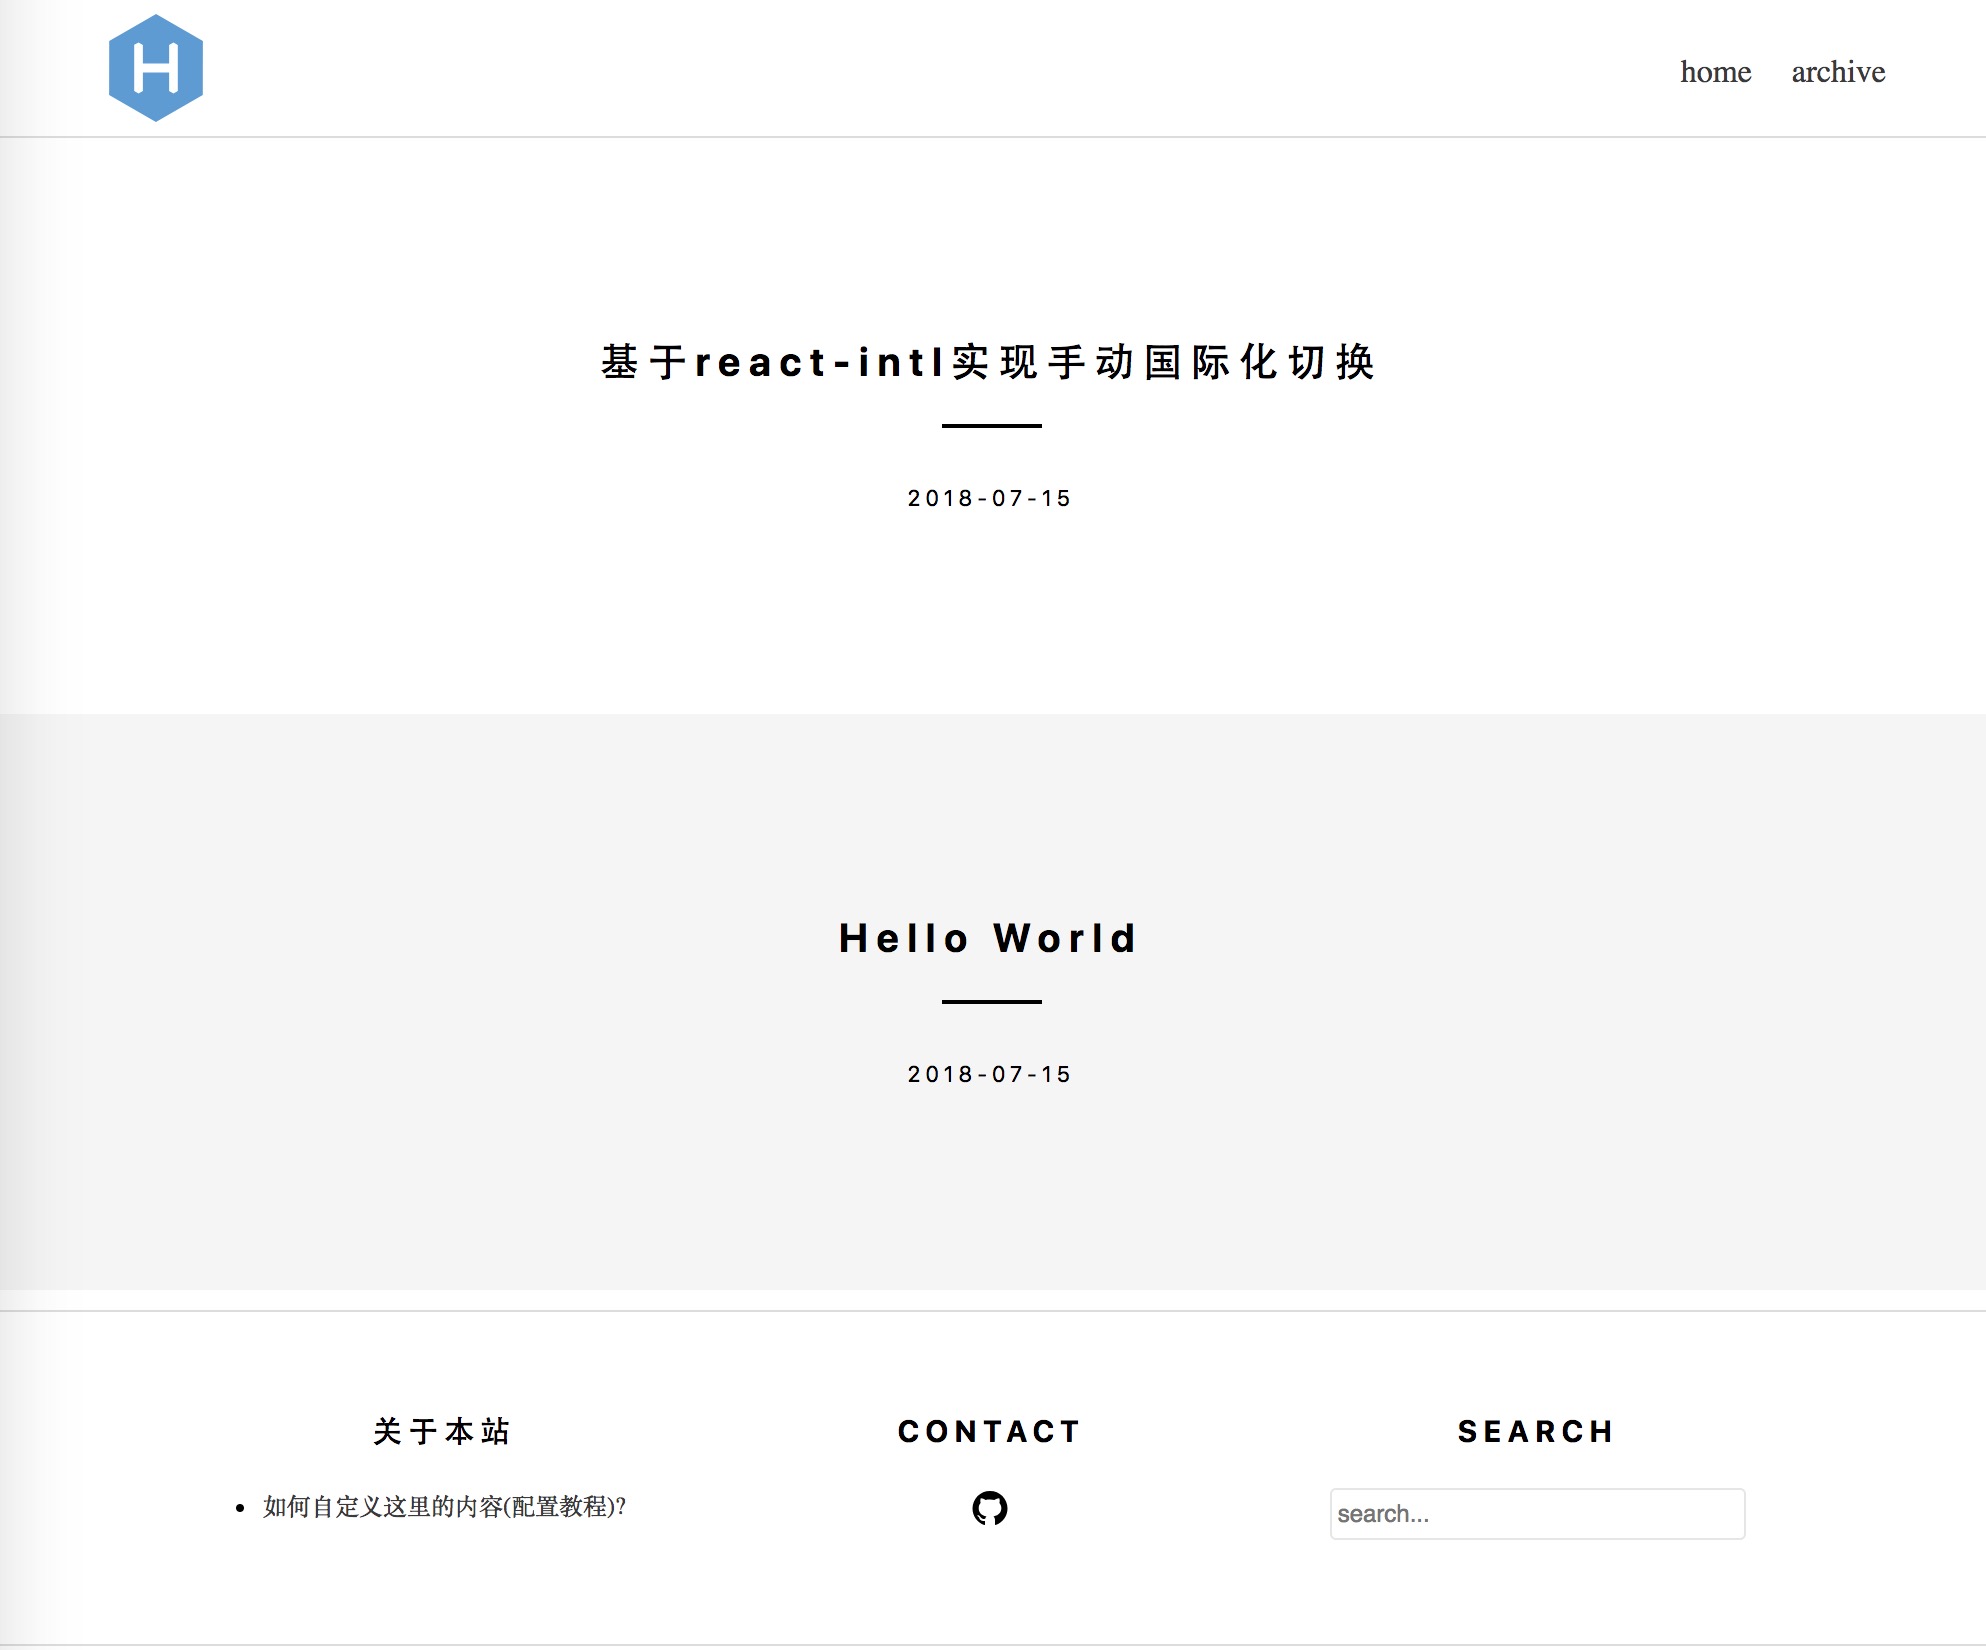 H
home archive
基于react-intl实现手动国际化切换
2018-07-15
Hello World
2018-07-15
关于本站
如何自定义这里的内容(配置教程)?
CONTACT
SEARCH
search...